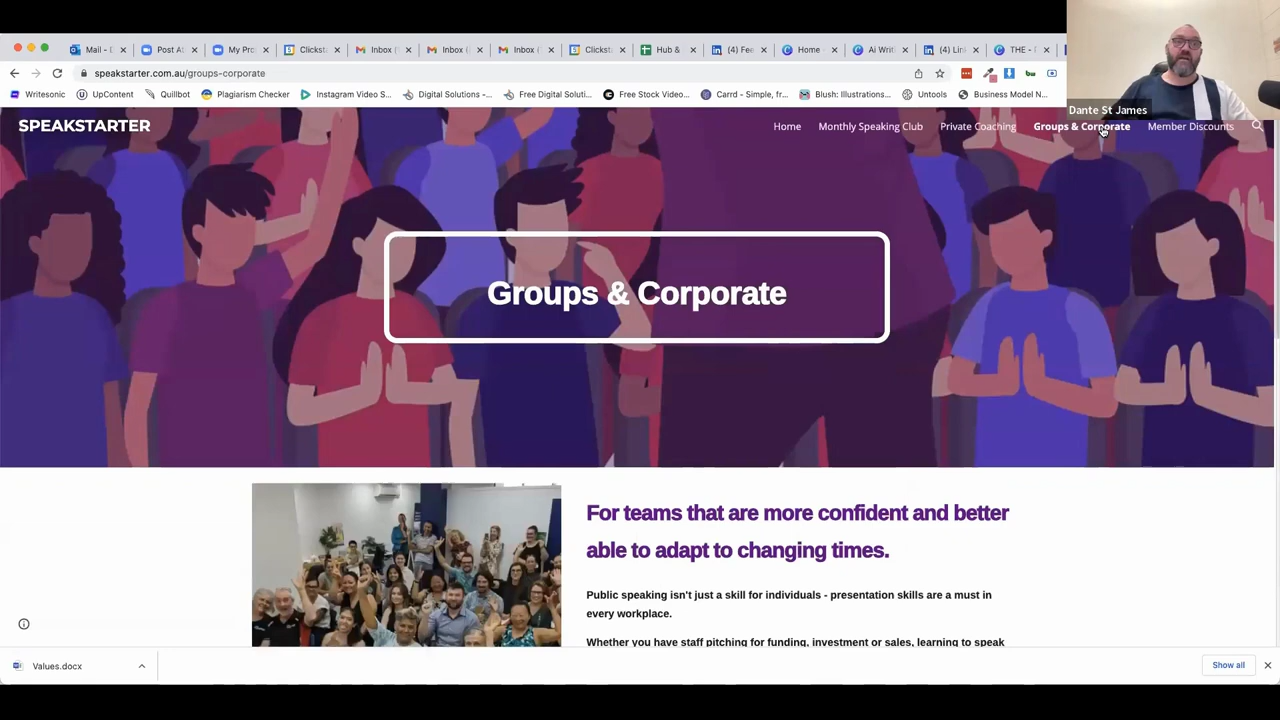 Mail -
Post A
My Pro
Clickst
Inbox (
Inbox (
Inbox (
Clickst
Hub &
(4) Fee
Home
Ai Writ
(4) Lin
THE -
speakstarter.com.au/groups-corporate
Writesonic
UpContent
Quillbot
Plagiarism Checker
Instagram Video S...
Digital Solutions -...
Free Digital Soluti...
Free Stock Video...
Carrd - Simple, fr...
Blush: Illustrations...
Untools
Business Model N...
Dante St James
SPEAKSTARTER
Home
Monthly Speaking Club
Private Coaching
Groups & Corporate
Member Discounts
Groups & Corporate
For teams that are more confident and better
able to adapt to changing times.
Public speaking isn't just a skill for individuals - presentation skills are a must in
every workplace.
Whether you have staff pitching for funding, investment or sales, learning to speak
Values.docx
Show all